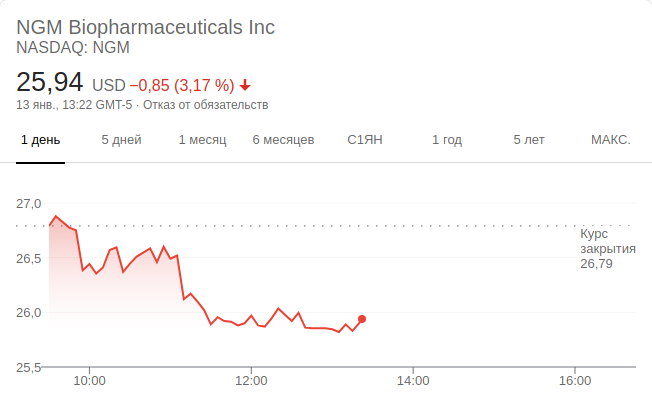 NGM Biopharmaceuticals Inc
NASDAQ: NGM
25,94 USD −0,85 (3,17 %)
13 янв., 13:22 GMT-5 · Отказ от обязательств
1 день 5 дней 1 месяц 6 месяцев С1ЯН 1 год 5 лет МАКС.
27,0
Курс
закрытия
26,79
26,5
26,0
25,5
10:00 12:00 14:00 16:00